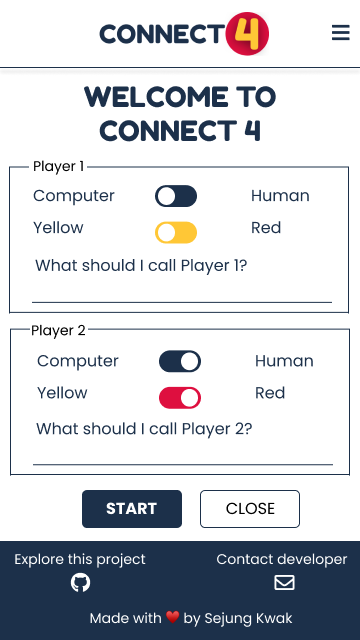 CONNECT 4
WELCOME TO
CONNECT 4
Player 1
Computer Human
Yellow Red
What should I call Player 1?
Player 2
Computer Human
Yellow Red
What should I call Player 2?
START CLOSE
Explore this project Contact developer
Made with ❤️ by Sejung Kwak